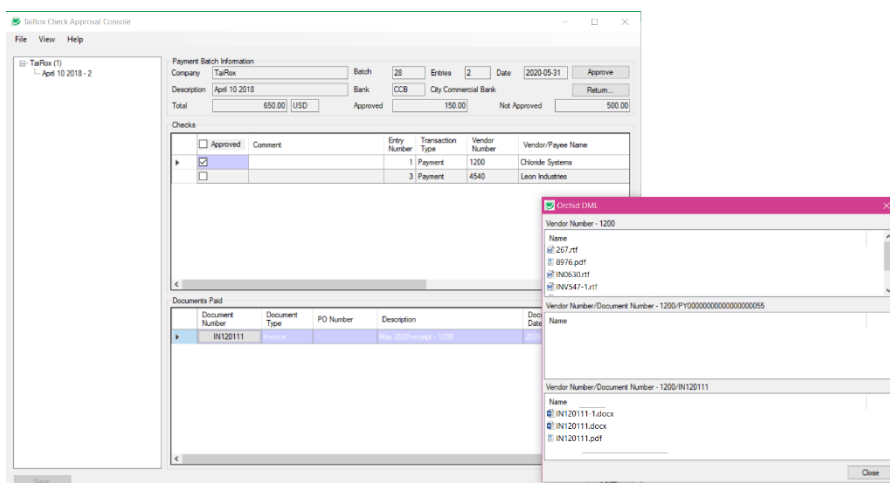 TaiRox Check Approval Console
File View Help
TaiRox (1)
April 10 2018 - 2
Payment Batch Information
Company TaiRox Batch 28 Entries 2 Date 2020-05-31 Approve
Description April 10 2018 Bank CCB City Commercial Bank Return...
Total 650.00 USD Approved 150.00 Not Approved 500.00
Checks
Approved Comment Entry Number Transaction Type Vendor Number Vendor/Payee Name
1 Payment 1200 Chloride Systems
3 Payment 4540 Leon Industries
Documents Paid
Document Number Document Type PO Number Description Date
IN120111 Invoice May 2020 receipt - 1200 2020
Save
Orchid DML
Vendor Number - 1200
Name
267.rtf
8976.pdf
IN0630.rtf
INV547-1.rtf
Vendor Number/Document Number - 1200/PY00000000000000000055
Name
Vendor Number/Document Number - 1200/IN120111
Name
IN120111-1.docx
IN120111.docx
IN120111.pdf
Close